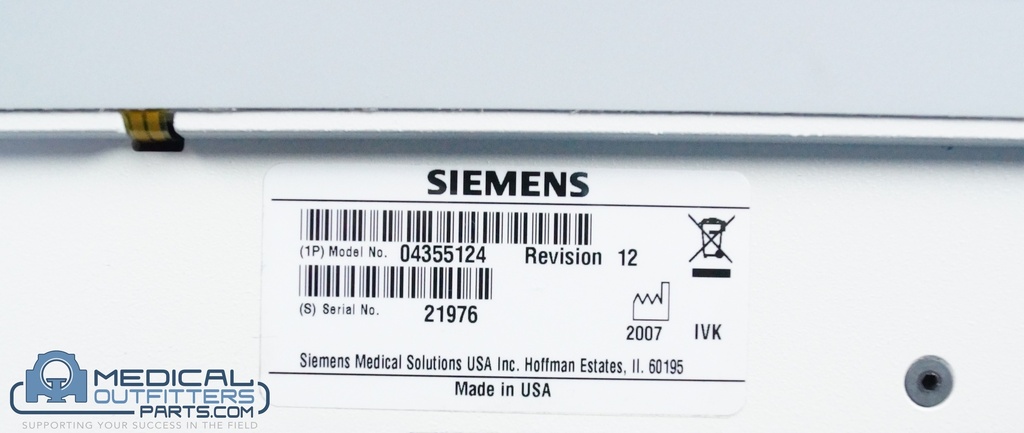 SIEMENS
(1P) Model No. 04355124 Revision 12
(S) Serial No. 21976
2007 IVK
Siemens Medical Solutions USA Inc. Hoffman Estates, Il. 60195
Made in USA
MEDICAL
OUTFITTERS
PARTS.COM
SUPPORTING YOUR SUCCESS IN THE FIELD